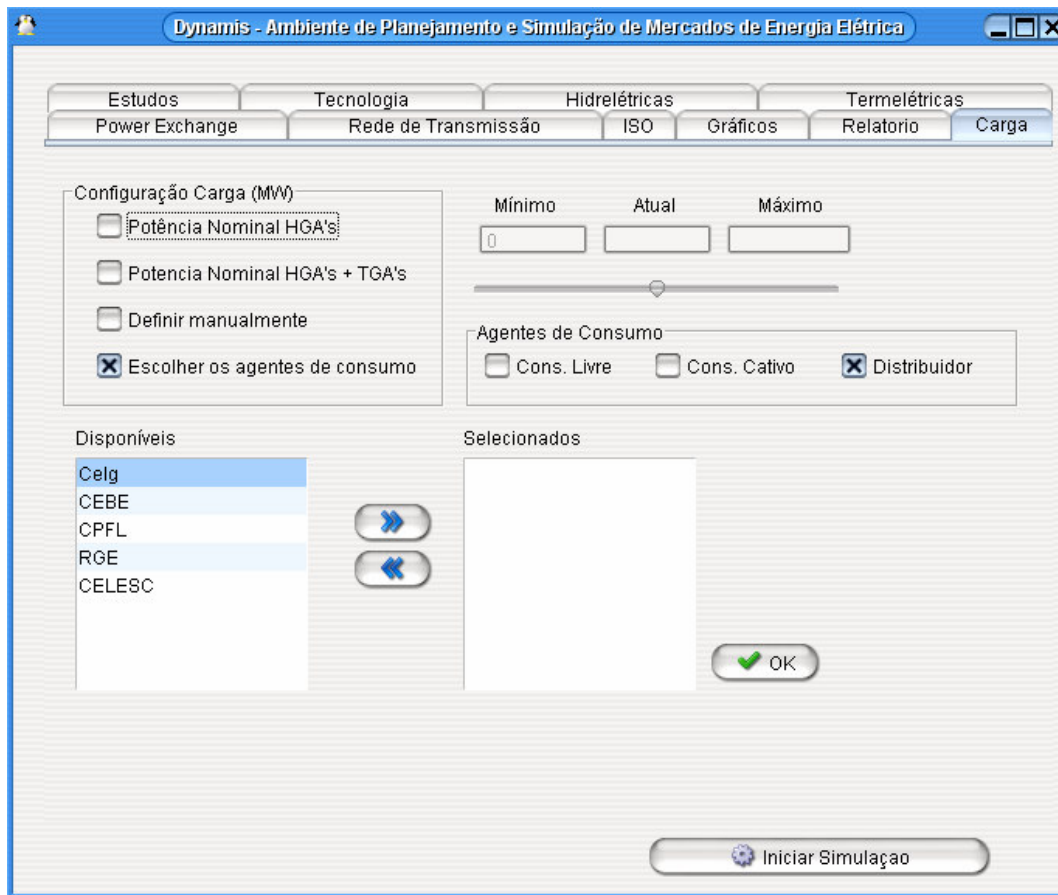 Dynamis - Ambiente de Planejamento e Simulação de Mercados de Energia Elétrica
Estudos Tecnologia Hidrelétricas Termelétricas
Power Exchange Rede de Transmissão ISO Gráficos Relatorio Carga
Configuração Carga (MW)
Potência Nominal HGA's
Potencia Nominal HGA's + TGA's
Definir manualmente
Escolher os agentes de consumo
Mínimo Atual Máximo
0
Agentes de Consumo
Cons. Livre Cons. Cativo Distribuidor
Disponíveis
Celg
CEBE
CPFL
RGE
CELESC
Selecionados
OK
Iniciar Simulaçao